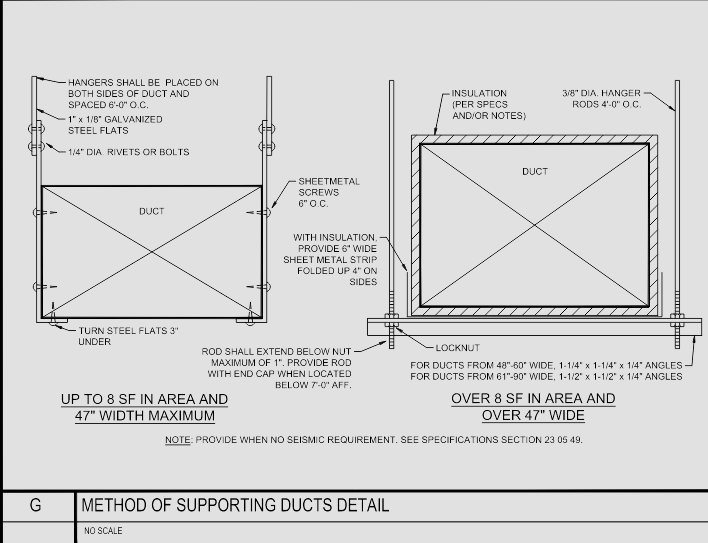 HANGERS SHALL BE PLACED ON
BOTH SIDES OF DUCT AND
SPACED 6'-0" O.C.
1" x 1/8" GALVANIZED
STEEL FLATS
1/4" DIA. RIVETS OR BOLTS
DUCT
SHEETMETAL
SCREWS
6" O.C.
TURN STEEL FLATS 3"
UNDER
UP TO 8 SF IN AREA AND
47" WIDTH MAXIMUM
INSULATION
(PER SPECS
AND/OR NOTES)
3/8" DIA. HANGER
RODS 4'-0" O.C.
DUCT
WITH INSULATION,
PROVIDE 6" WIDE
SHEET METAL STRIP
FOLDED UP 4" ON
SIDES
LOCKNUT
ROD SHALL EXTEND BELOW NUT
MAXIMUM OF 1". PROVIDE ROD
WITH END CAP WHEN LOCATED
BELOW 7'-0" AFF.
FOR DUCTS FROM 48"-60" WIDE, 1-1/4" x 1-1/4" x 1/4" ANGLES
FOR DUCTS FROM 61"-90" WIDE, 1-1/2" x 1-1/2" x 1/4" ANGLES
OVER 8 SF IN AREA AND
OVER 47" WIDE
NOTE: PROVIDE WHEN NO SEISMIC REQUIREMENT. SEE SPECIFICATIONS SECTION 23 05 49.
G
METHOD OF SUPPORTING DUCTS DETAIL
NO SCALE